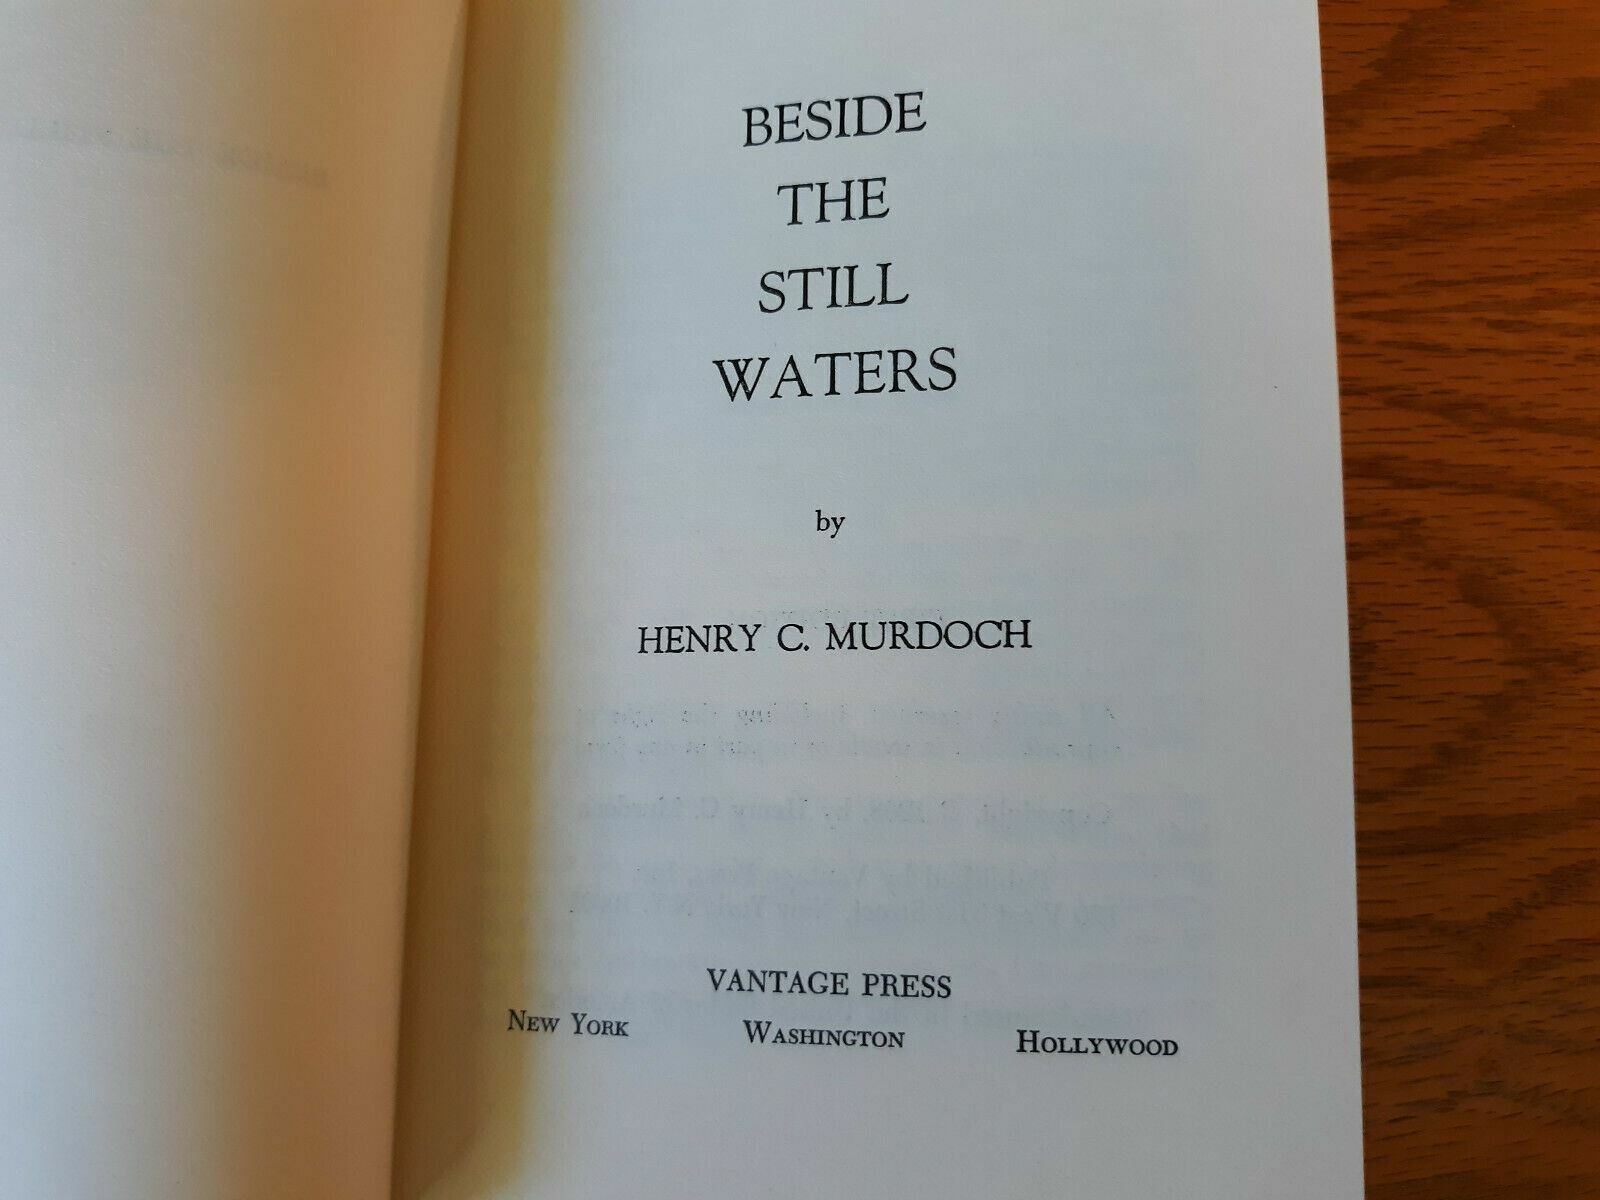 BESIDE
THE
STILL
WATERS
by
HENRY C. MURDOCH
VANTAGE PRESS
NEW YORK WASHINGTON HOLLYWOOD